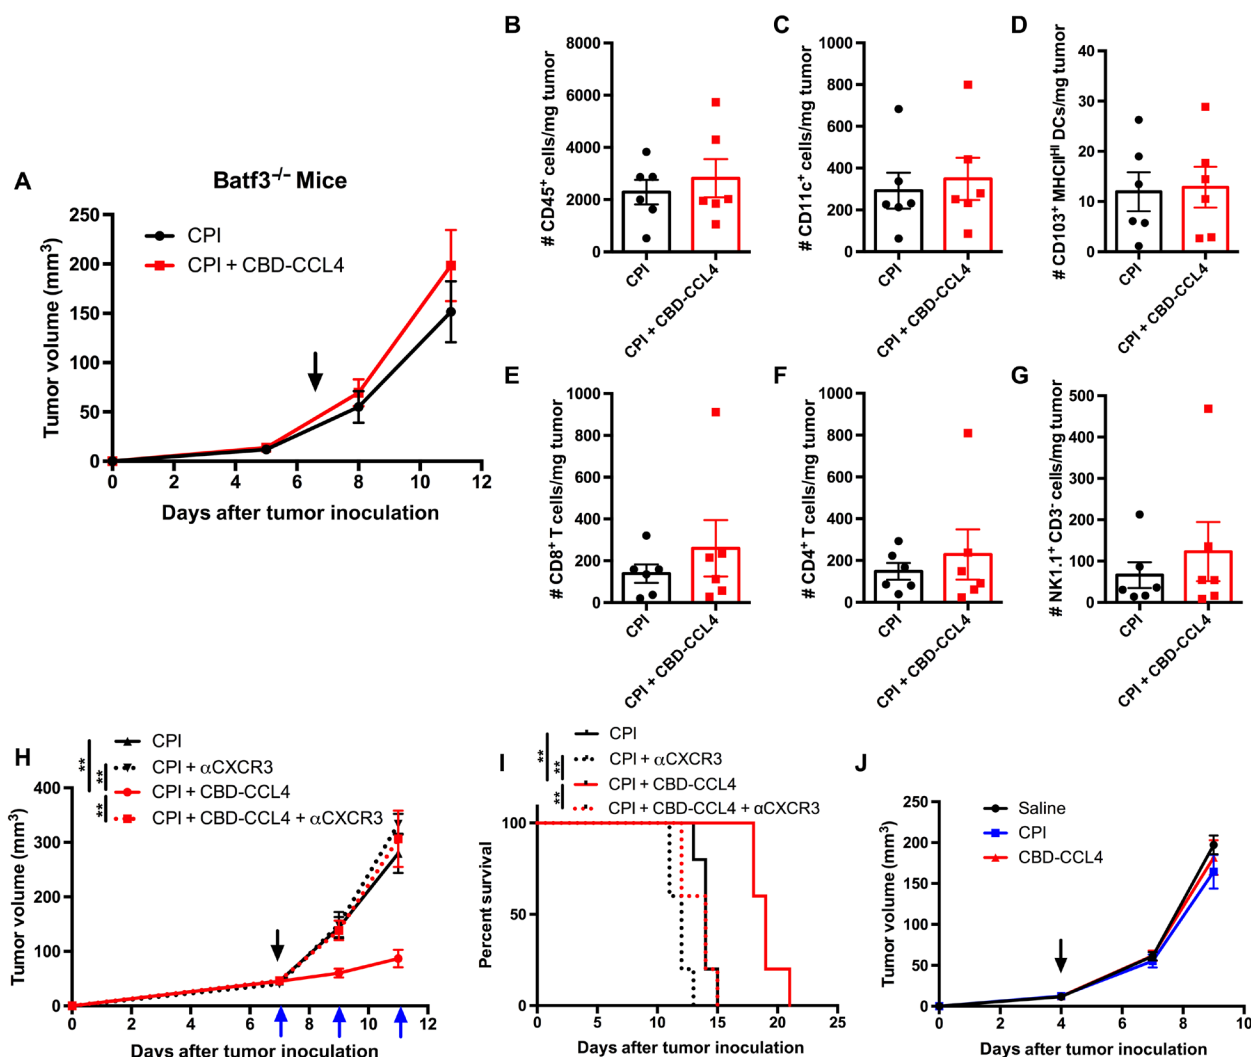 A
Batf3⁻/⁻ Mice
Tumor volume (mm³)
250
200
150
100
50
0
CPI
CPI + CBD-CCL4
0 2 4 6 8 10 12
Days after tumor inoculation
B
# CD45⁺ cells/mg tumor
8000
6000
4000
2000
0
CPI
CPI + CBD-CCL4
C
# CD11c⁺ cells/mg tumor
1000
800
600
400
200
0
CPI
CPI + CBD-CCL4
D
# CD103⁺ MHCIIᴴᴵ DCs/mg tumor
40
30
20
10
0
CPI
CPI + CBD-CCL4
E
# CD8⁺ T cells/mg tumor
1000
800
600
400
200
0
CPI
CPI + CBD-CCL4
F
# CD4⁺ T cells/mg tumor
1000
800
600
400
200
0
CPI
CPI + CBD-CCL4
G
# NK1.1⁺ CD3⁻ cells/mg tumor
500
400
300
200
100
0
CPI
CPI + CBD-CCL4
H
** ** **
CPI
CPI + αCXCR3
CPI + CBD-CCL4
CPI + CBD-CCL4 + αCXCR3
Tumor volume (mm³)
400
300
200
100
0
0 2 4 6 8 10 12
Days after tumor inoculation
I
** ** **
CPI
CPI + αCXCR3
CPI + CBD-CCL4
CPI + CBD-CCL4 + αCXCR3
Percent survival
100
50
0
0 5 10 15 20 25
Days after tumor inoculation
J
Tumor volume (mm³)
250
200
150
100
50
0
Saline
CPI
CBD-CCL4
0 2 4 6 8 10
Days after tumor inoculation